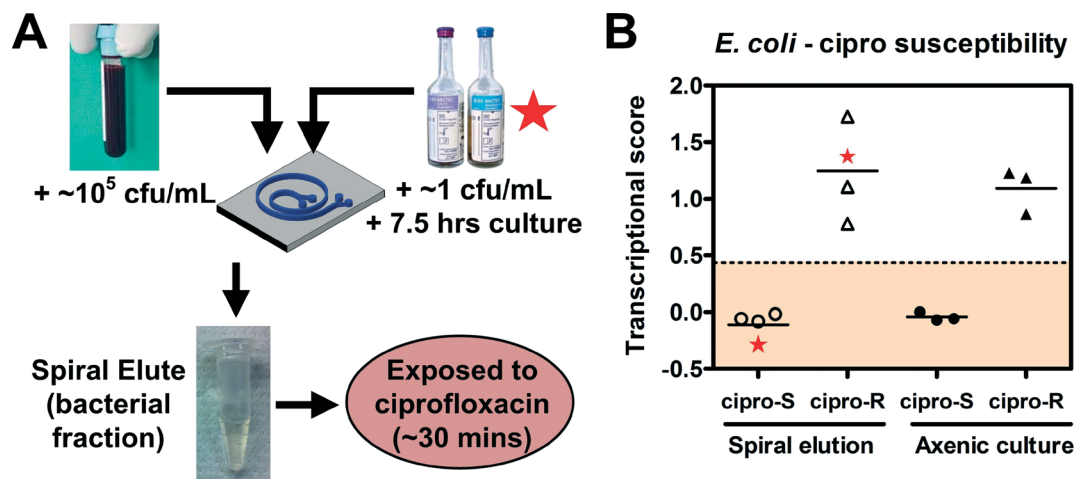 A
+ ~10⁵ cfu/mL
+ ~1 cfu/mL
+ 7.5 hrs culture
Spiral Elute
(bacterial
fraction)
Exposed to
ciprofloxacin
(~30 mins)
B
E. coli - cipro susceptibility
Transcriptional score
2.0
1.5
1.0
0.5
0.0
-0.5
cipro-S cipro-R cipro-S cipro-R
Spiral elution Axenic culture